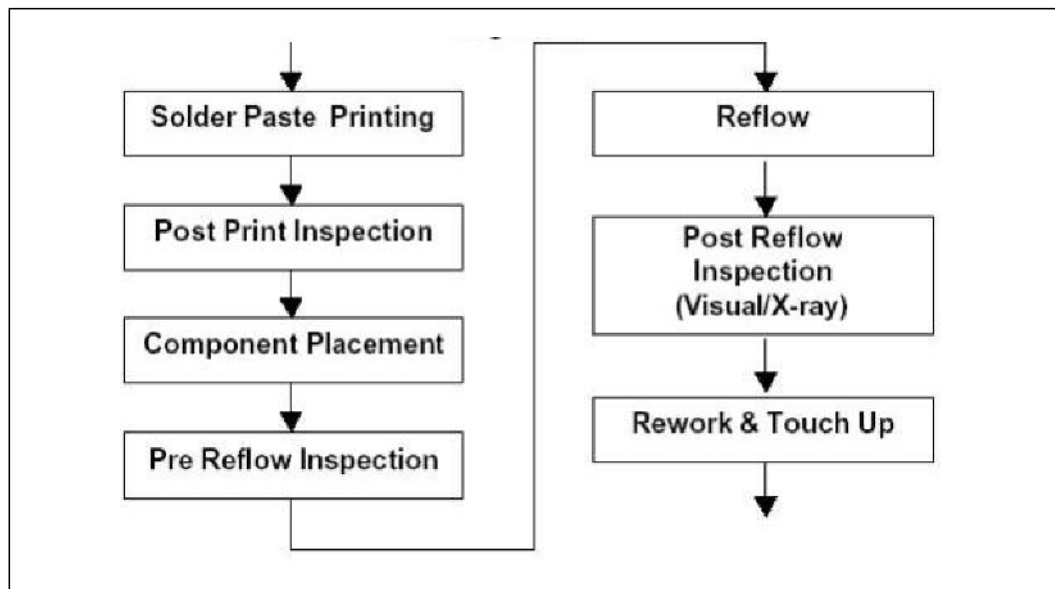 Solder Paste Printing
Post Print Inspection
Component Placement
Pre Reflow Inspection
Reflow
Post Reflow
Inspection
(Visual/X-ray)
Rework & Touch Up